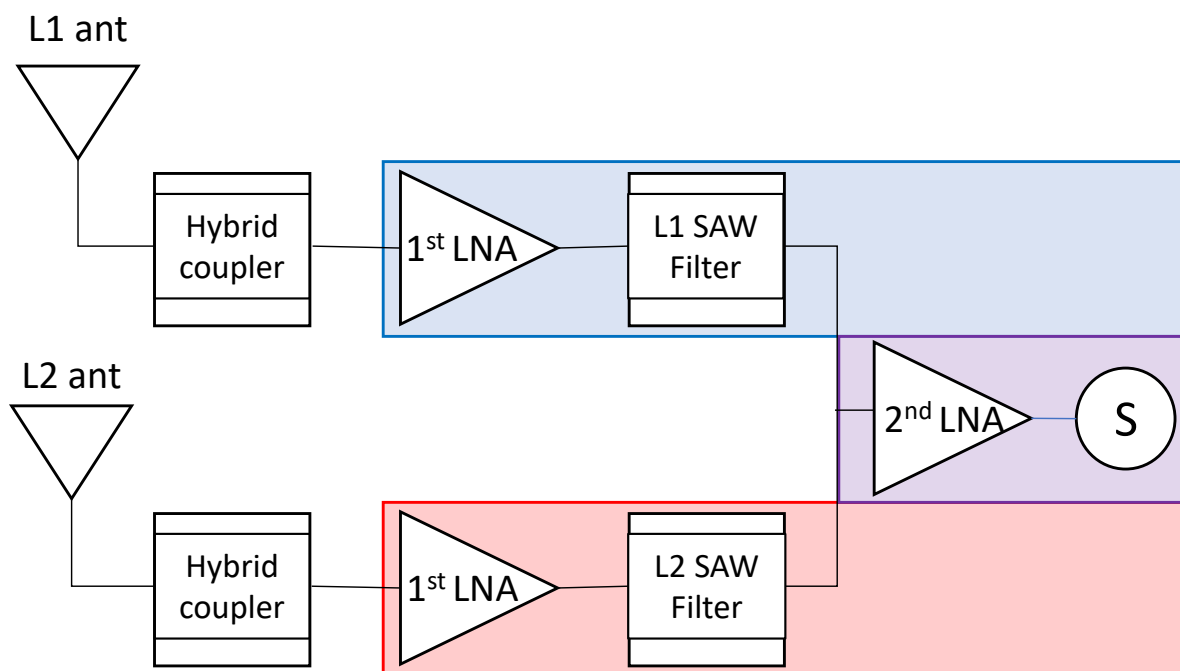 L1 ant
Hybrid
coupler
1st LNA
L1 SAW
Filter
L2 ant
2nd LNA
S
Hybrid
coupler
1st LNA
L2 SAW
Filter